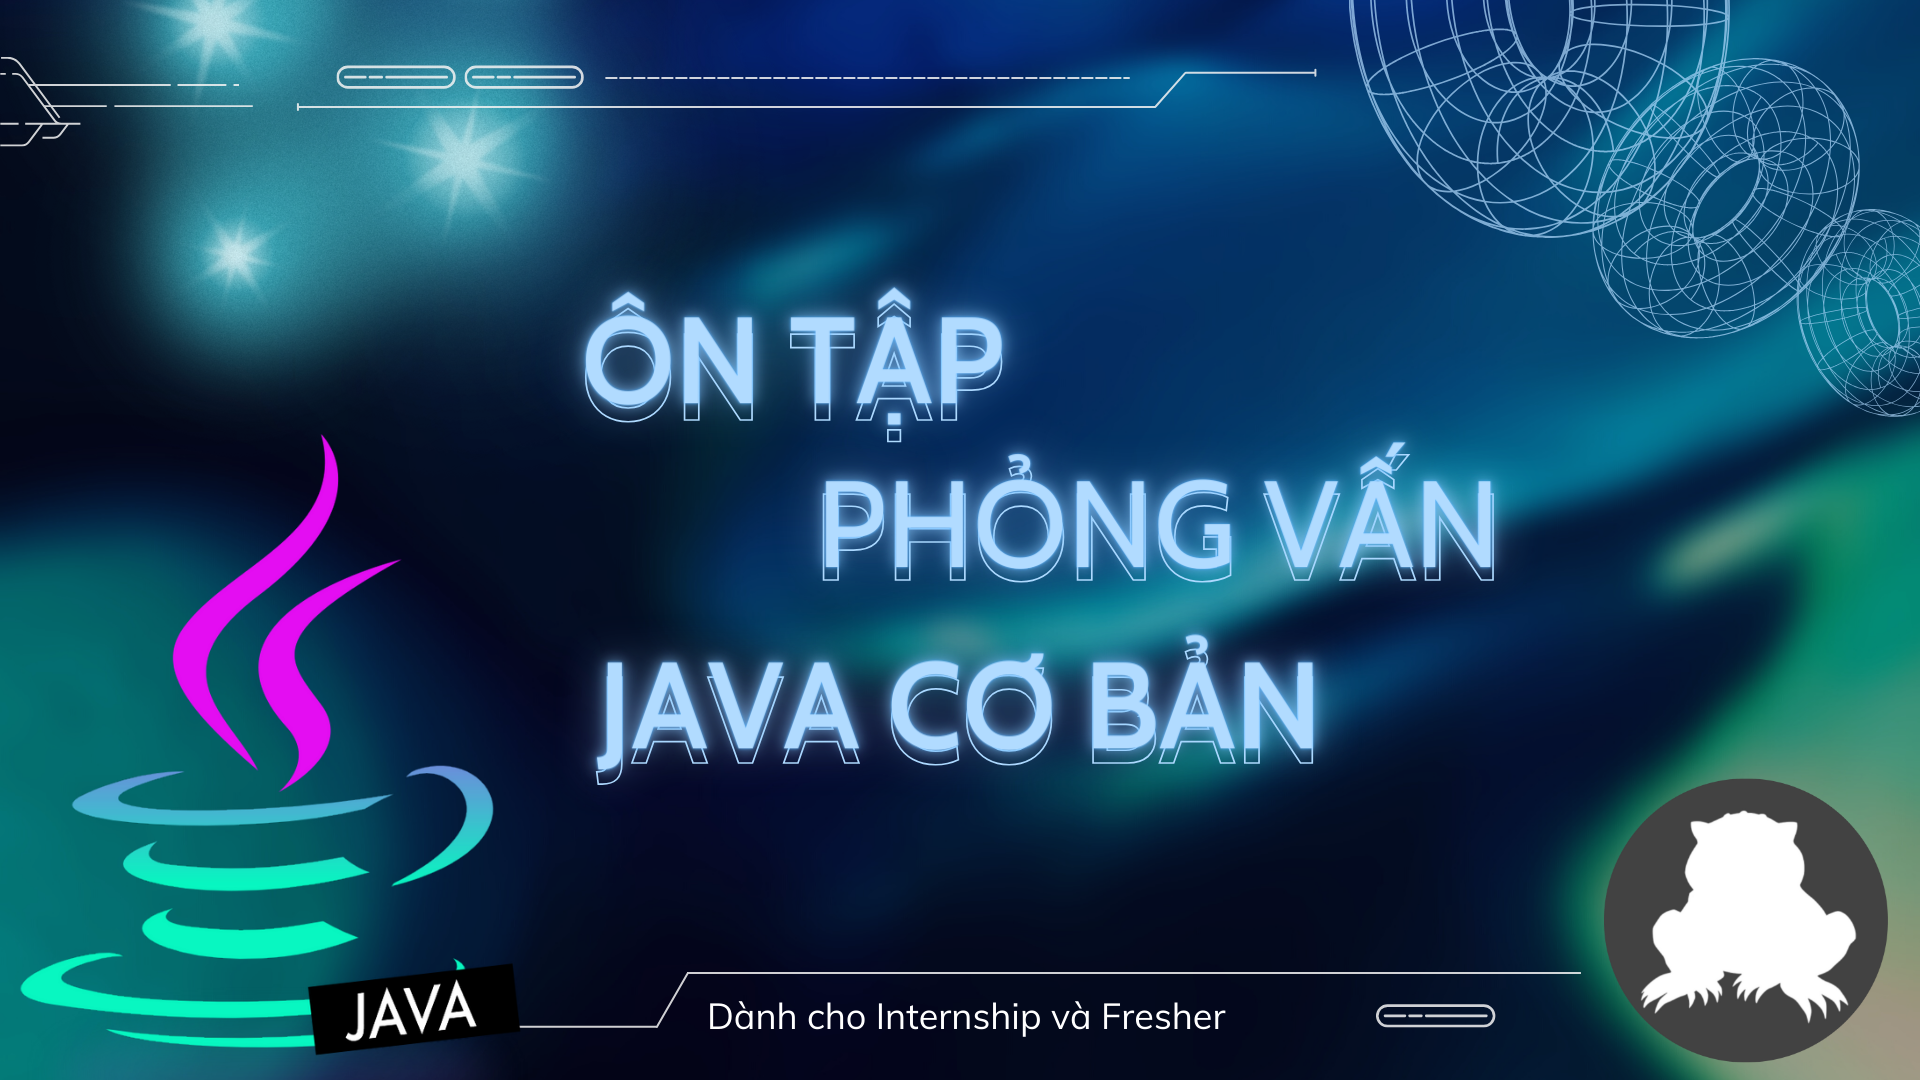 ÔN TẬP
PHỎNG VẤN
JAVA CƠ BẢN
JAVA
Dành cho Internship và Fresher